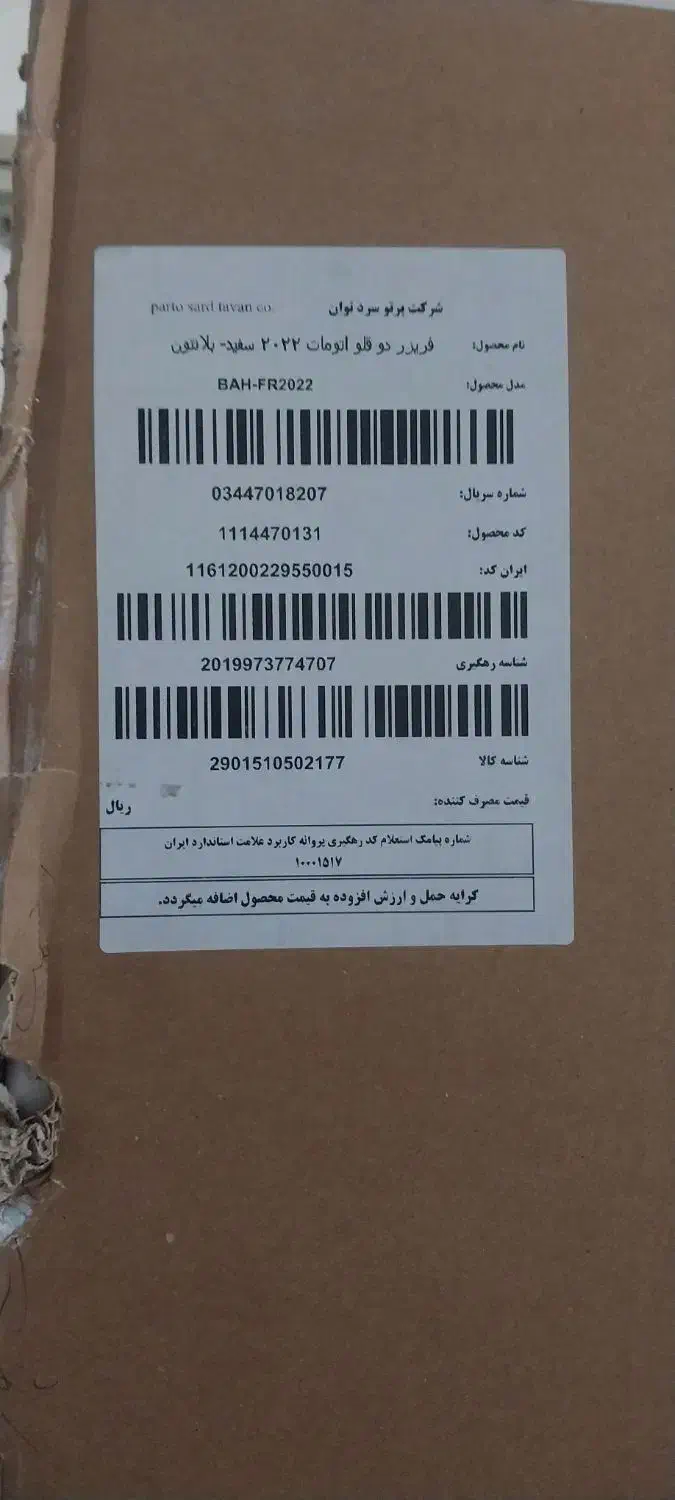 شرکت پرتو سرد توان parto sard tavan co.
نام محصول: فریزر دو قلو اتومات ۲۰۲۲ سفید- پلانتون
مدل محصول: BAH-FR2022
شماره سریال: 03447018207
کد محصول: 1114470131
ایران کد: 1161200229550015
شناسه رهگیری 2019973774707
شناسه کالا 2901510502177
قیمت مصرف کننده: ریال
شماره پیامک استعلام کد رهگیری پروانه کاربرد علامت استاندارد ایران
۱۰۰۰۱۵۱۷
کرایه حمل و ارزش افزوده به قیمت محصول اضافه میگردد.